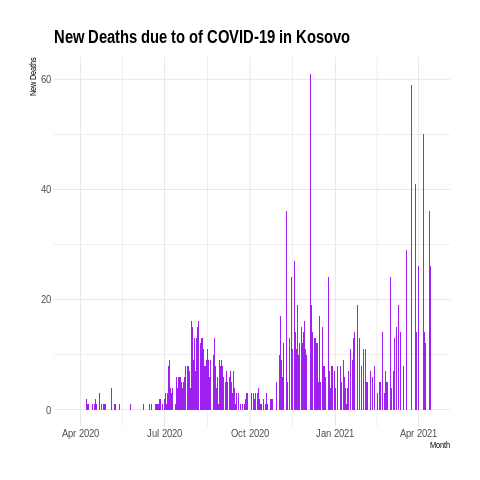 New Deaths due to of COVID-19 in Kosovo
New Deaths
60
40
20
0
Apr 2020
Jul 2020
Oct 2020
Jan 2021
Apr 2021
Month